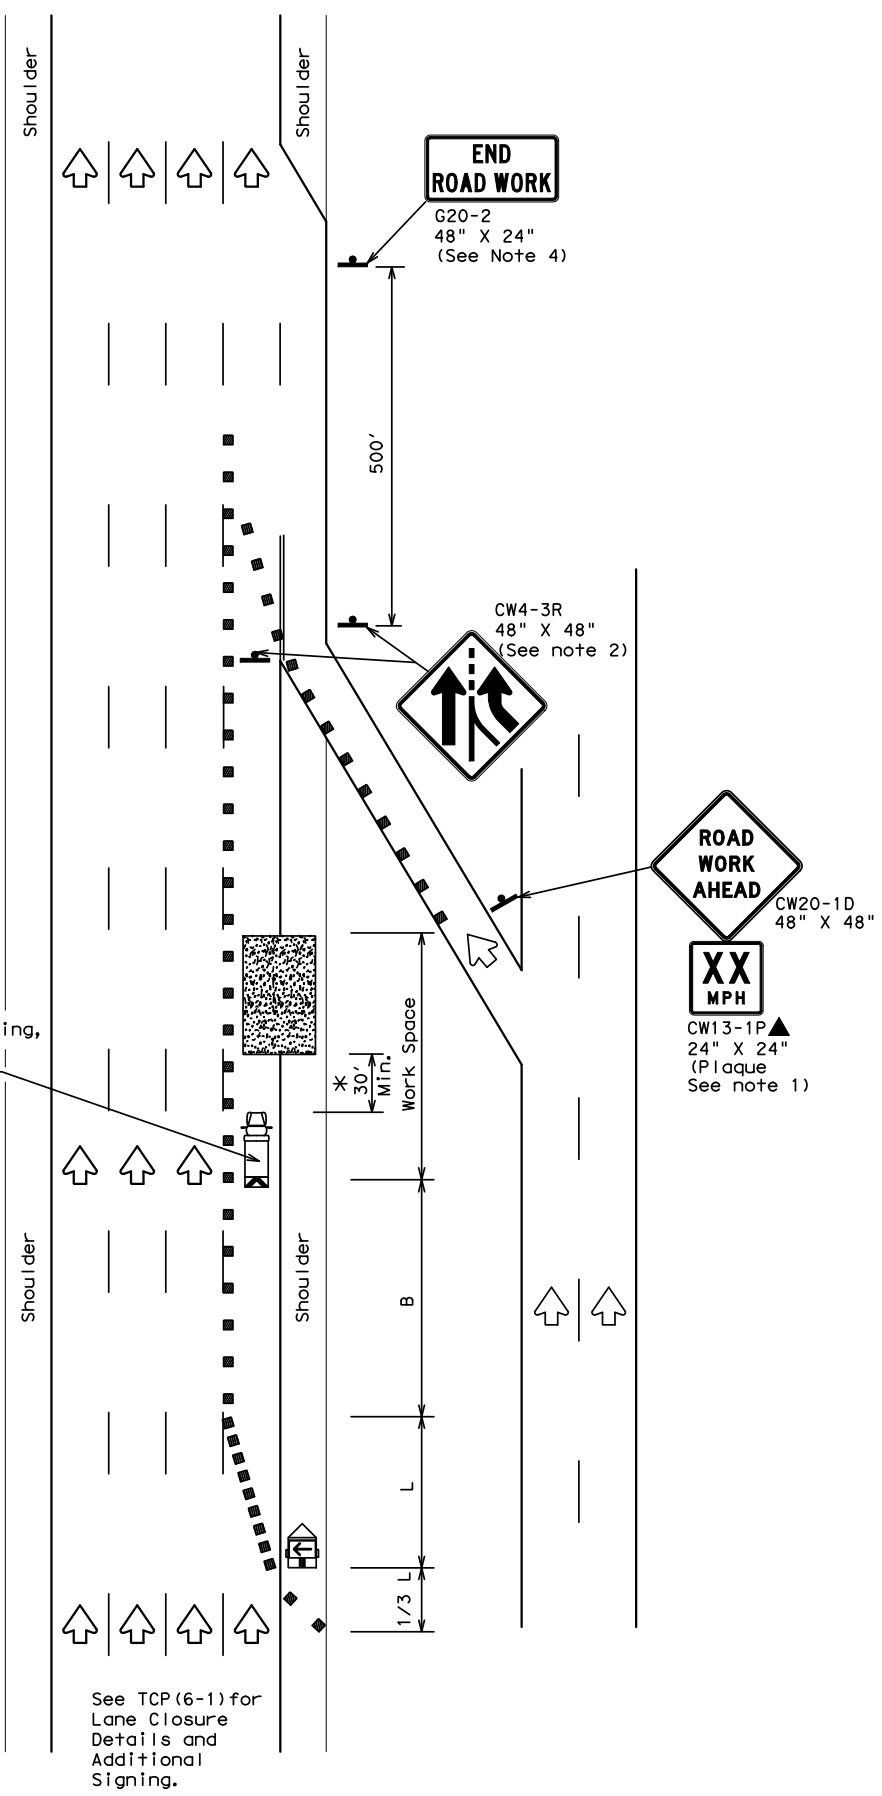 Shoulder
Shoulder
END
ROAD WORK
G20-2
48" X 24"
(See Note 4)
500'
CW4-3R
48" X 48"
(See note 2)
ROAD
WORK
AHEAD
CW20-1D
48" X 48"
XX
MPH
CW13-1P▲
24" X 24"
(Plaque
See note 1)
ing,
*
30'
Min.
Work Space
Shoulder
Shoulder
B
L
1/3 L
See TCP(6-1)for
Lane Closure
Details and
Additional
Signing.